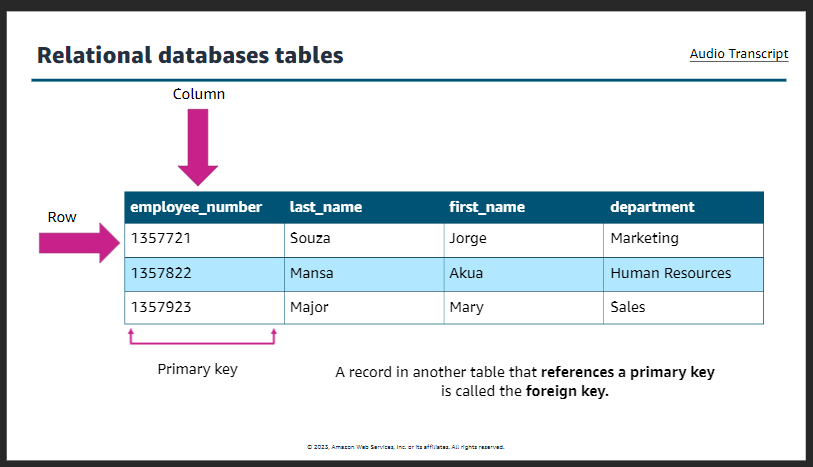 Relational databases tables
Audio Transcript
Column
Row
employee_number last_name first_name department
1357721 Souza Jorge Marketing
1357822 Mansa Akua Human Resources
1357923 Major Mary Sales
Primary key
A record in another table that references a primary key
is called the foreign key.
© 2023, Amazon Web Services, Inc. or its affiliates. All rights reserved.